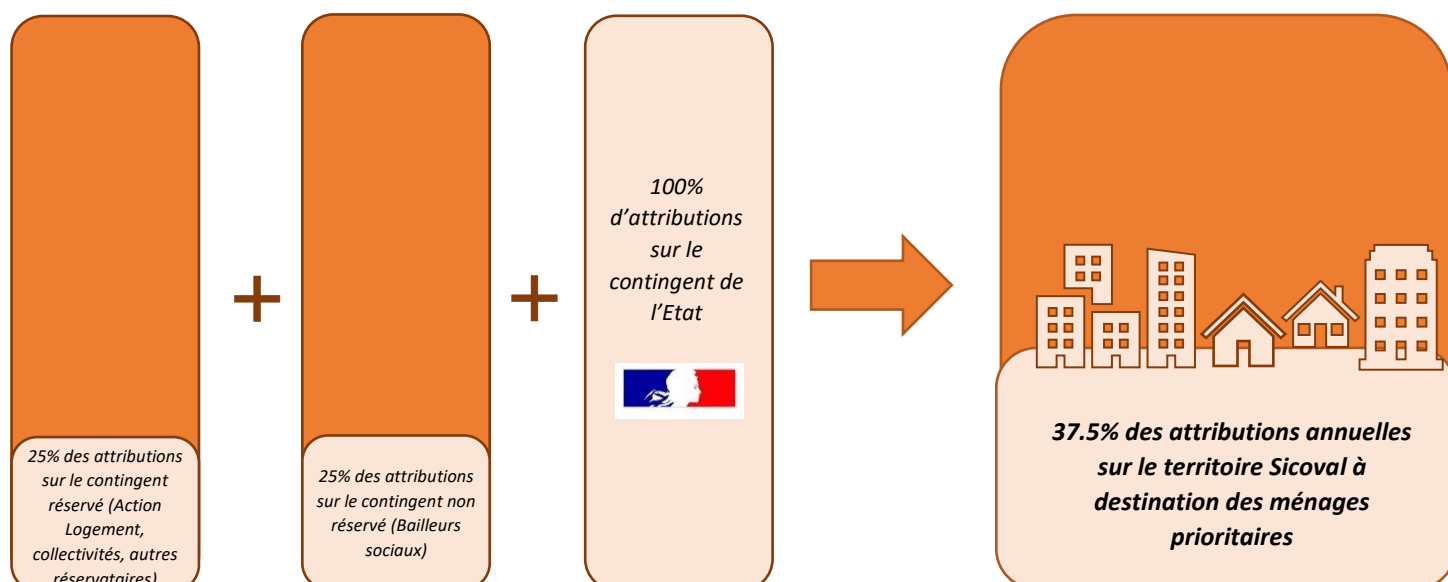 25% des attributions
sur le contingent
réservé (Action
Logement,
collectivités, autres
réservataires)
25% des attributions
sur le contingent non
réservé (Bailleurs
sociaux)
100%
d’attributions
sur le
contingent de
l’Etat
37.5% des attributions annuelles
sur le territoire Sicoval à
destination des ménages
prioritaires